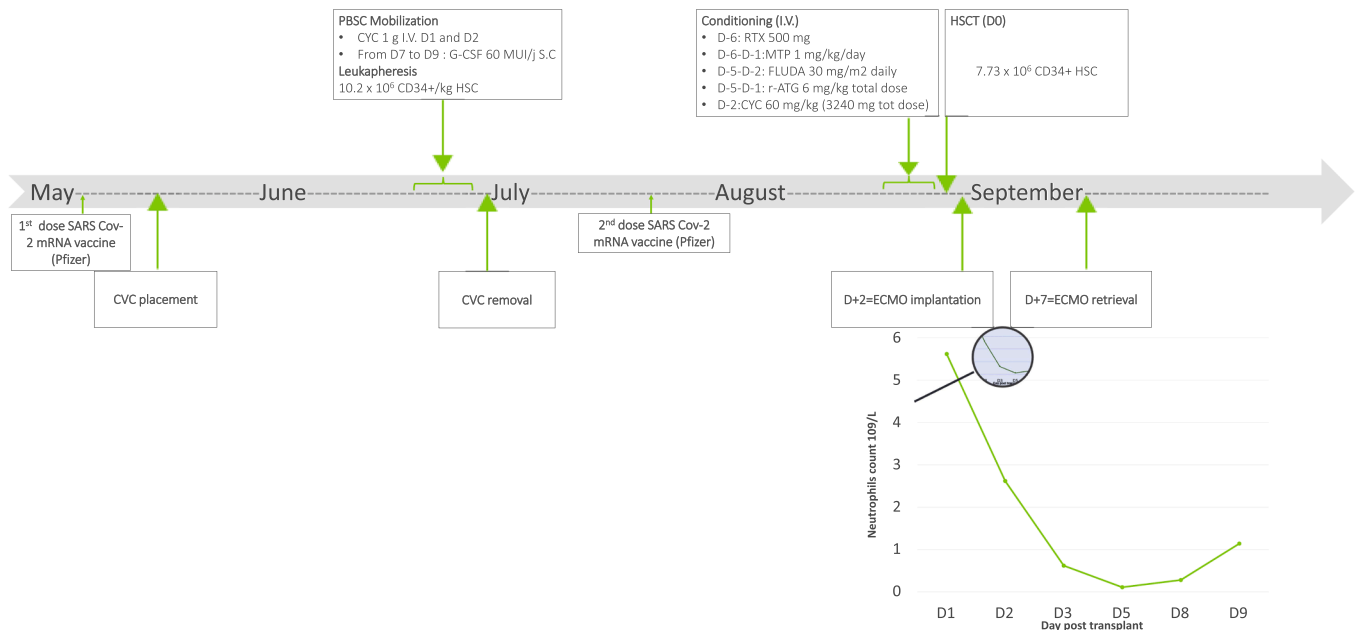 PBSC Mobilization
• CYC 1 g I.V. D1 and D2
• From D7 to D9 : G-CSF 60 MUI/j S.C
Leukapheresis
10.2 x 10⁶ CD34+/kg HSC
Conditioning (I.V.)
• D-6: RTX 500 mg
• D-6-D-1:MTP 1 mg/kg/day
• D-5-D-2: FLUDA 30 mg/m2 daily
• D-5-D-1: r-ATG 6 mg/kg total dose
• D-2:CYC 60 mg/kg (3240 mg tot dose)
HSCT (D0)
7.73 x 10⁶ CD34+ HSC
May June July August September
1st dose SARS Cov-
2 mRNA vaccine
(Pfizer)
CVC placement
CVC removal
2nd dose SARS Cov-2
mRNA vaccine (Pfizer)
D+2=ECMO implantation
D+7=ECMO retrieval
6
5
4
3
2
1
0
Neutrophils count 109/L
D1 D2 D3 D5 D8 D9
Day post transplant